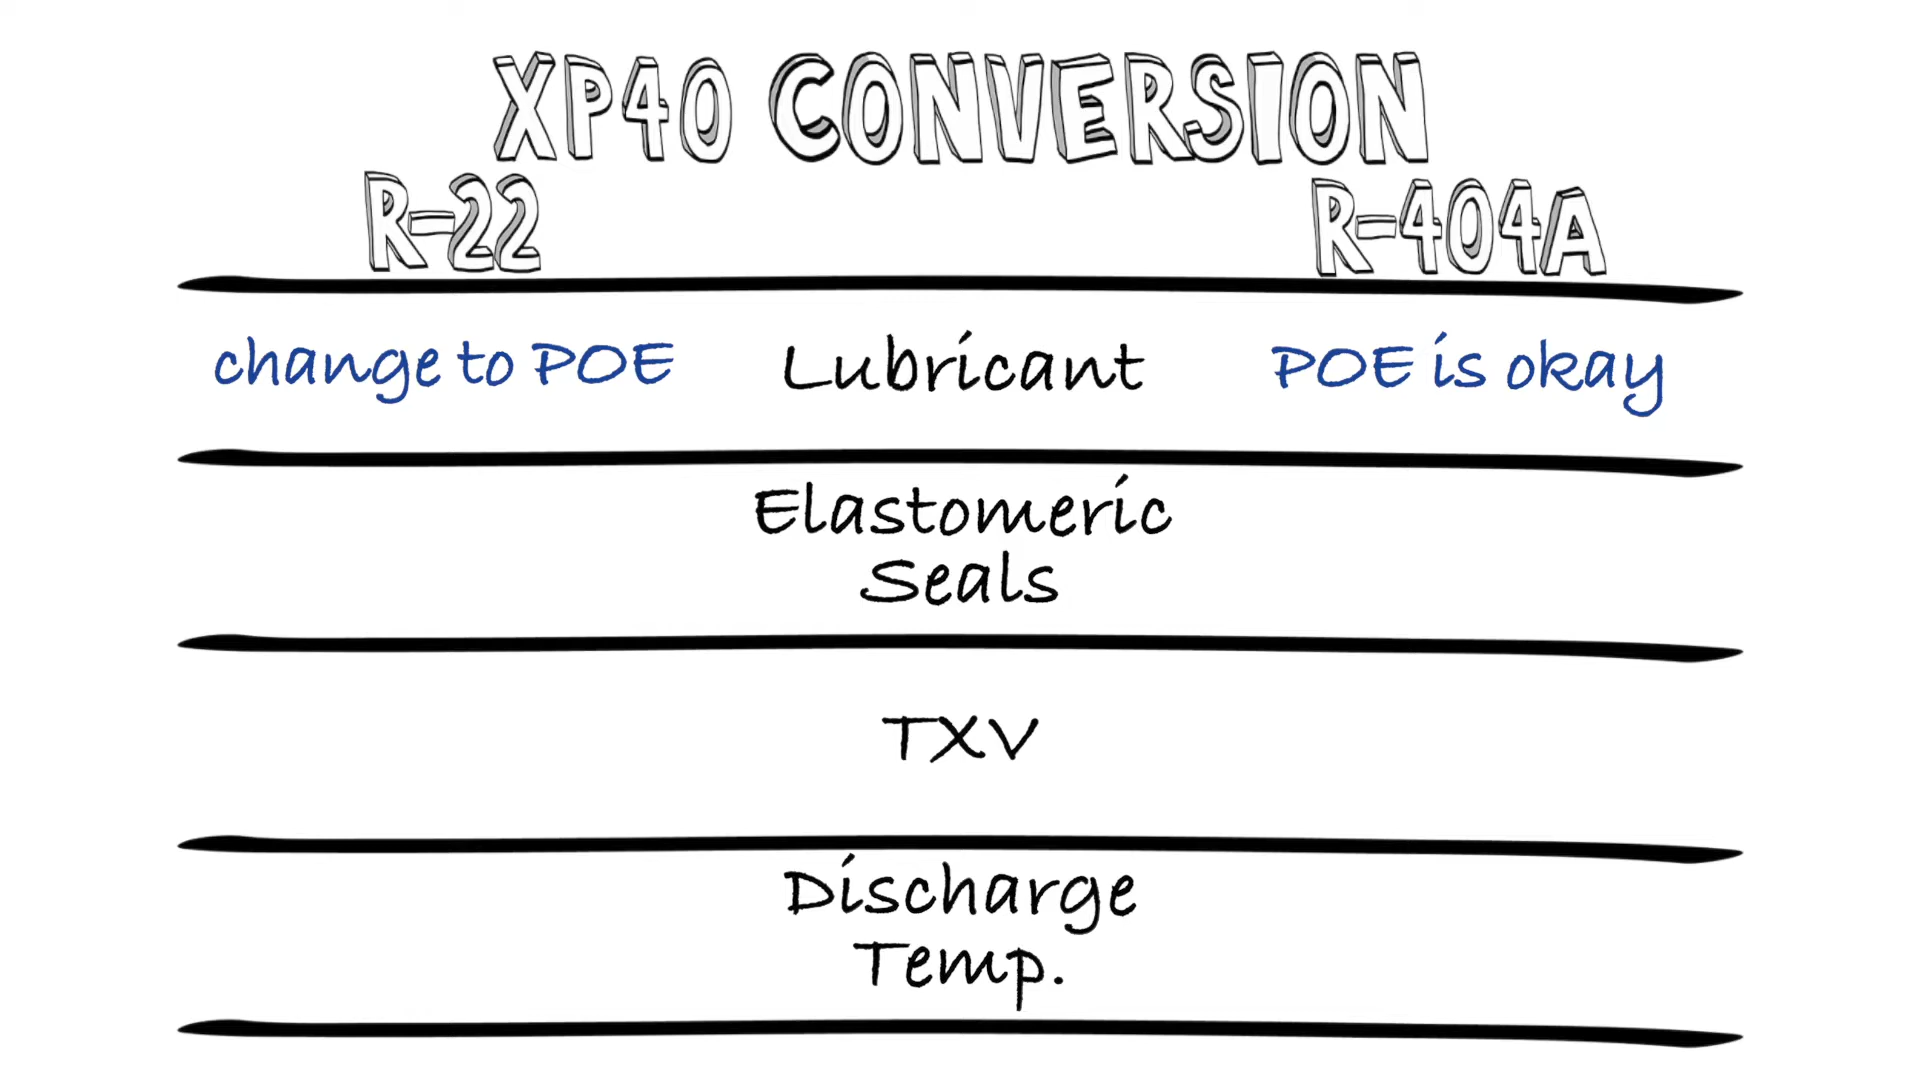 XP40 CONVERSION
R-22
R-404A
change to POE
Lubricant
POE is okay
Elastomeric
Seals
TXV
Discharge
Temp.